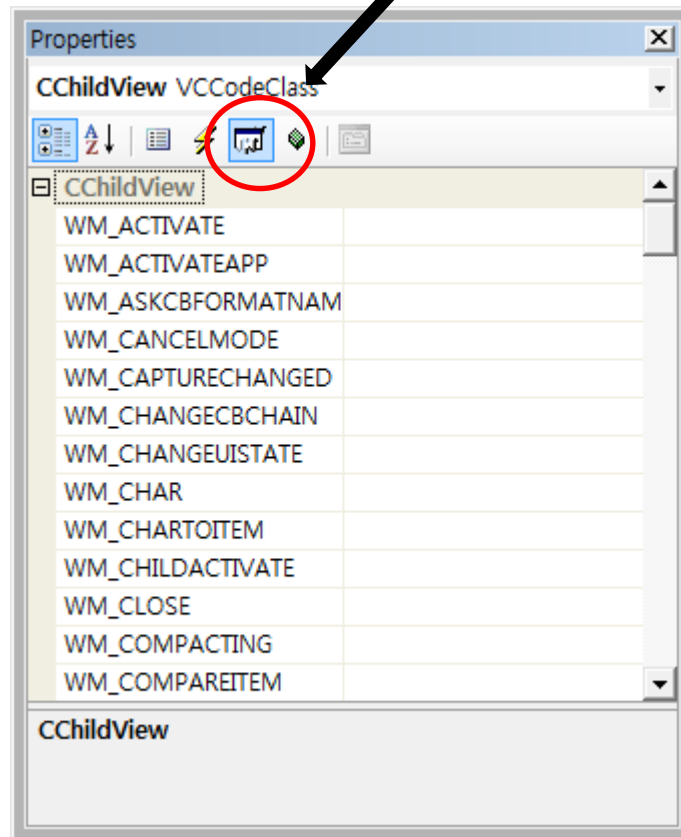 Properties
CChildView VCCodeClass
CChildView
WM_ACTIVATE
WM_ACTIVATEAPP
WM_ASKCBFORMATNAM
WM_CANCELMODE
WM_CAPTURECHANGED
WM_CHANGECBCHAIN
WM_CHANGEUISTATE
WM_CHAR
WM_CHARTOITEM
WM_CHILDACTIVATE
WM_CLOSE
WM_COMPACTING
WM_COMPAREITEM
CChildView